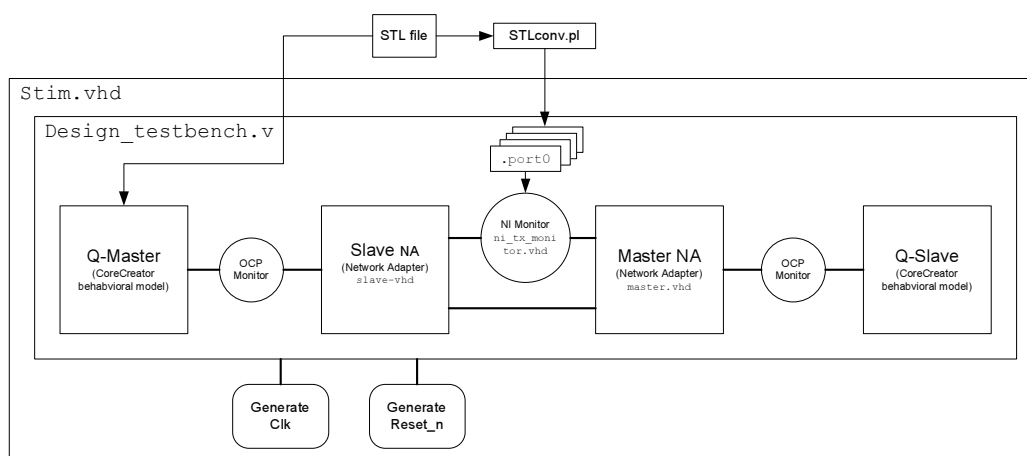 STL file
STLconv.pl
Stim.vhd
Design_testbench.v
.port0
Q-Master
(CoreCreator
behabvioral model)
OCP
Monitor
Slave NA
(Network Adapter)
slave-vhd
NI Monitor
ni_tx_moni
tor.vhd
Master NA
(Network Adapter)
master.vhd
OCP
Monitor
Q-Slave
(CoreCreator
behabvioral model)
Generate
Clk
Generate
Reset_n